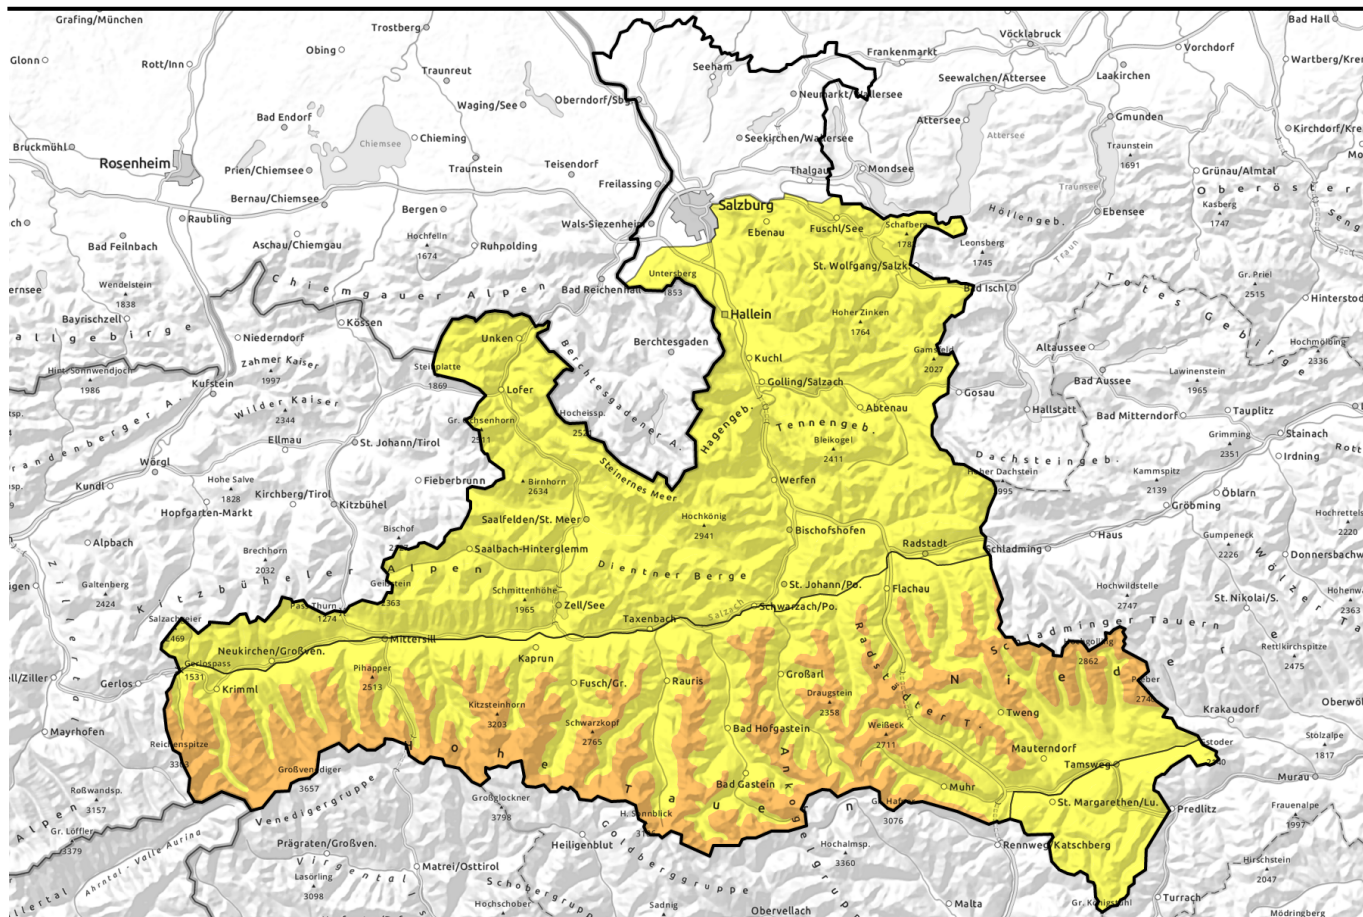 Grafing/München
Trostberg
Bad Hall
Vöcklabruck
Obing
Frankenmarkt
Vorchdorf
Glonn
Rott/Inn
Seeham
Laakirchen
Wartberg/Kre
Traunreut
Seewalchen/Attersee
Waging/See
Oberndorf/Sbg
Neumarkt/Wallersee
Bad Endorf
Attersee
Gmunden
Chieming
Chiemsee
Seekirchen/Wallersee
Attersee
Kirchdorf/Kre
Bruckmühl
Traunstein
1691
Rosenheim
Prien/Chiemsee
Traunstein
Teisendorf
Thalgau
Mondsee
Grünau/Almtal
Freilassing
Traunsee
Oberöster
Bernau/Chiemsee
Salzburg
Kasberg
1747
Raubling
Bergen
Wals-Siezenheim
Ebenau
Fuschl/See
Schafberg
Höllengeb.
Ebensee
Bad Feilnbach
Aschau/Chiemgau
Hochfelln
1674
Ruhpolding
Leonsberg
1745
Traun
Untersberg
1853
St. Wolfgang/Salzk.
Wendelstein
1838
Chiemgauer Alpen
Bad Reichenhall
Bad Ischl
Gr. Priel
2515
Totes Gebirge
Hinterstod
Bayrischzell
Kössen
Hallein
Hoher Zinken
1764
Niederndorf
Unken
Berchtesgaden
Altaussee
Hochmölbing
2336
Zahmer Kaiser
1997
Kuchl
Gamsfeld
2027
Hint. Sonnwendjoch
1986
Steinplatte
1869
Berchtesgadener A.
Bad Aussee
Lawinenstein
1965
Kufstein
Lofer
Golling/Salzach
Gosau
Wilder Kaiser
2344
Hocheissp.
2521
Hagengeb.
Abtenau
Hallstatt
Bad Mitterndorf
Tauplitz
Gr. Ochsenhorn
2511
Tennengeb.
Ellmau
St. Johann/Tirol
Bleikogel
2411
Grimming
2351
Stainach
Dachsteingeb.
Irdning
Wörgl
Steinernes Meer
Hoher Dachstein
2995
Kammspitz
2139
Kundl
Hohe Salve
1828
Fieberbrunn
Birnhorn
2634
Werfen
Öblarn
Kirchberg/Tirol
Kitzbühel
Gröbming
Hopfgarten-Markt
Saalfelden/St. Meer
Hochkönig
2941
Bischofshofen
Alpbach
Haus
Gumpeneck
2226
Brechhorn
2032
Saalbach-Hinterglemm
Radstadt
Schladming
Galtenberg
2424
Kitzbüheler Alpen
Dientner Berge
St. Johann/Po.
Flachau
Hochwildstelle
2747
Wölzer
Geißstein
2363
Schmittenhöhe
1965
Zell/See
Salzach
Schwarzach/Po.
St. Nikolai/S.
Pass Thurn
1274
Taxenbach
Schladminger Tauern
Salzachgeier
2469
Mittersill
Hochgolling
2862
Rettlkirchspitze
2475
Neukirchen/Großven.
Kaprun
Gerlospass
1531
Gerlos
Krimml
Pihapper
2513
Fusch/Gr.
Rauris
Großarl
Radstädter T.
Nied
Preber
2740
Kitzsteinhorn
3203
Draugstein
2358
Tweng
Krakaudorf
Schwarzkopf
2765
Bad Hofgastein
Weißeck
2711
Mayrhofen
Reichenspitze
3303
Mauterndorf
Stolzalpe
1817
Hohe Tauern
Ankogelgruppe
Tamsweg
Großvenediger
3657
Bad Gastein
Muhr
Murau
Roßwandsp.
3157
Venedigergruppe
Großglockner
3798
H. Sonnblick
Gr. Hafner
3076
St. Margarethen/Lu.
Predlitz
Frauenalpe
1997
Gr. Löffler
3379
Prägraten/Großven.
Heiligenblut
Hochalmsp.
3360
Rennweg/Katschberg
Ahrntal - Valle Aurina
Matrei/Osttirol
Goldberggruppe
Virgental
Lasörling
3098
Schobergruppe
Hirschstein
2047
Hochschober
Sadnig
Obervellach
Malta
Gr. Königstuhl
Turrach
Mödringberg